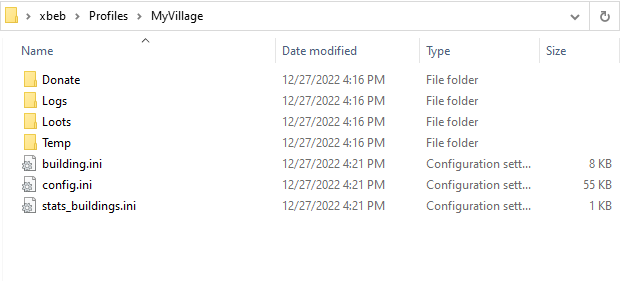 xbeb > Profiles > MyVillage
Name Date modified Type Size
Donate 12/27/2022 4:16 PM File folder
Logs 12/27/2022 4:16 PM File folder
Loots 12/27/2022 4:16 PM File folder
Temp 12/27/2022 4:16 PM File folder
building.ini 12/27/2022 4:21 PM Configuration sett... 8 KB
config.ini 12/27/2022 4:21 PM Configuration sett... 55 KB
stats_buildings.ini 12/27/2022 4:21 PM Configuration sett... 1 KB